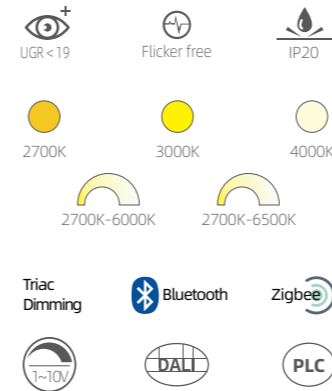 UGR<19
Flicker free
IP20
2700K
3000K
4000K
2700K-6000K
2700K-6500K
Triac
Dimming
Bluetooth
Zigbee
1~10V
DALI
PLC